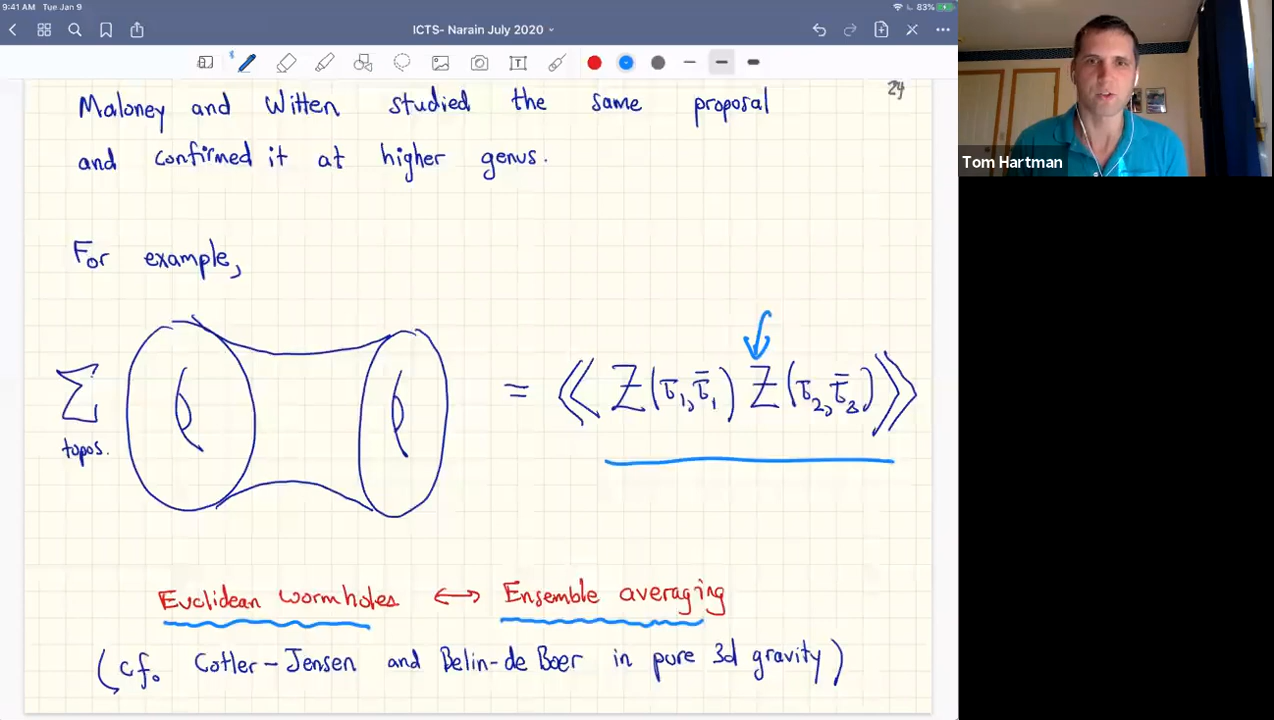 9:41 AM Tue Jan 9
83%
ICTS- Narain July 2020
24
Maloney and Witten studied the same proposal
and confirmed it at higher genus.
For example,
Σ
topos.
= ⟨⟨ Z(τ₁,τ̄₁) Z(τ₂,τ̄₂) ⟩⟩
Euclidean wormholes ↔ Ensemble averaging
(cf. Cotler-Jensen and Belin-de Boer in pure 3d gravity)
Tom Hartman